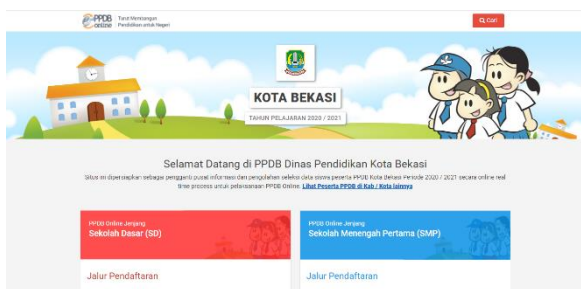 PPDB online
Turut Membangun
Pendidikan untuk Negeri
Cari
KOTA BEKASI
TAHUN PELAJARAN 2020 / 2021
Selamat Datang di PPDB Dinas Pendidikan Kota Bekasi
Situs ini dipersiapkan sebagai pengganti pusat informasi dan pengolahan seleksi data siswa peserta PPDB Kota Bekasi Periode 2020 / 2021 secara online real
time process untuk pelaksanaan PPDB Online. Lihat Peserta PPDB di Kab / Kota lainnya
PPDB Online Jenjang
Sekolah Dasar (SD)
Jalur Pendaftaran
PPDB Online Jenjang
Sekolah Menengah Pertama (SMP)
Jalur Pendaftaran